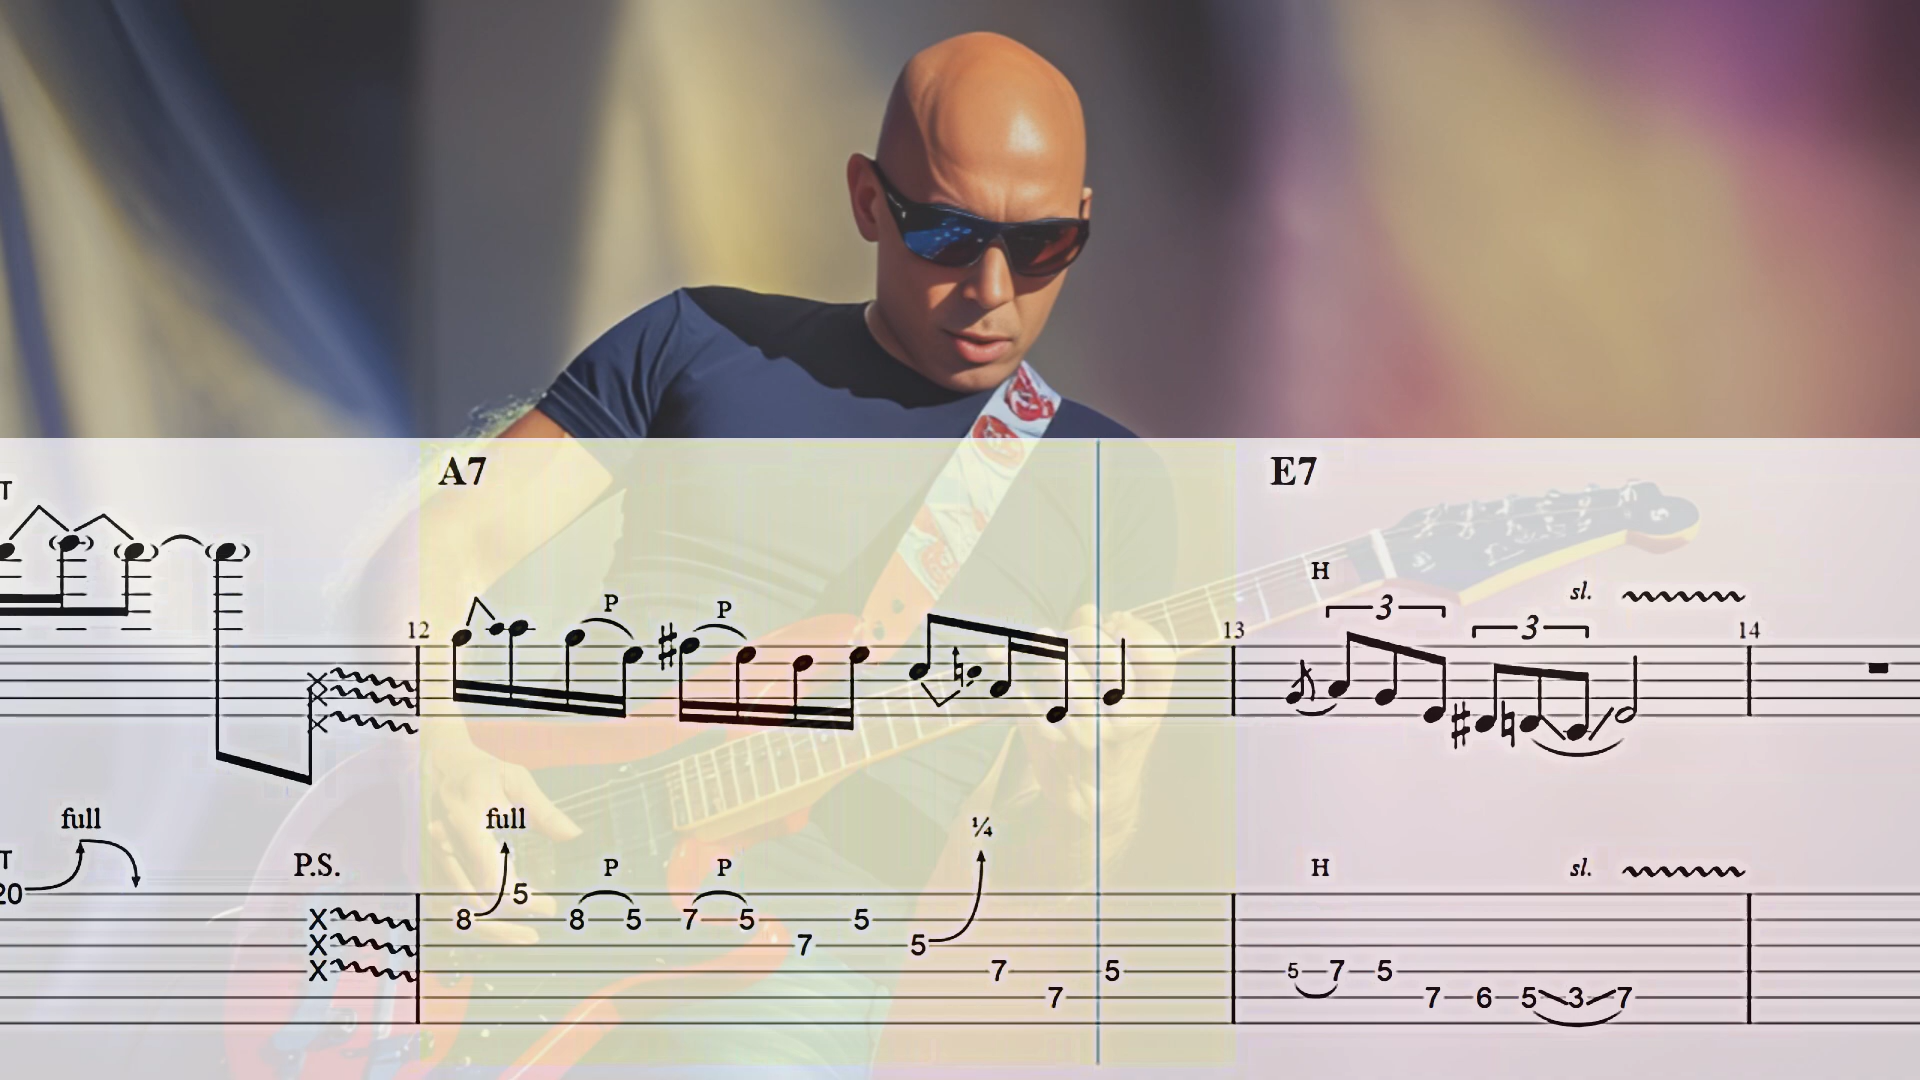 A7 E7
T
H
3 sl.
P P 3
12 13 14
full full ¼
T P.S. P P H sl.
20 5
X 8 8 5 7 5 5
X 7 5
X 7 5 5 7 5
7 7 6 5 3 7